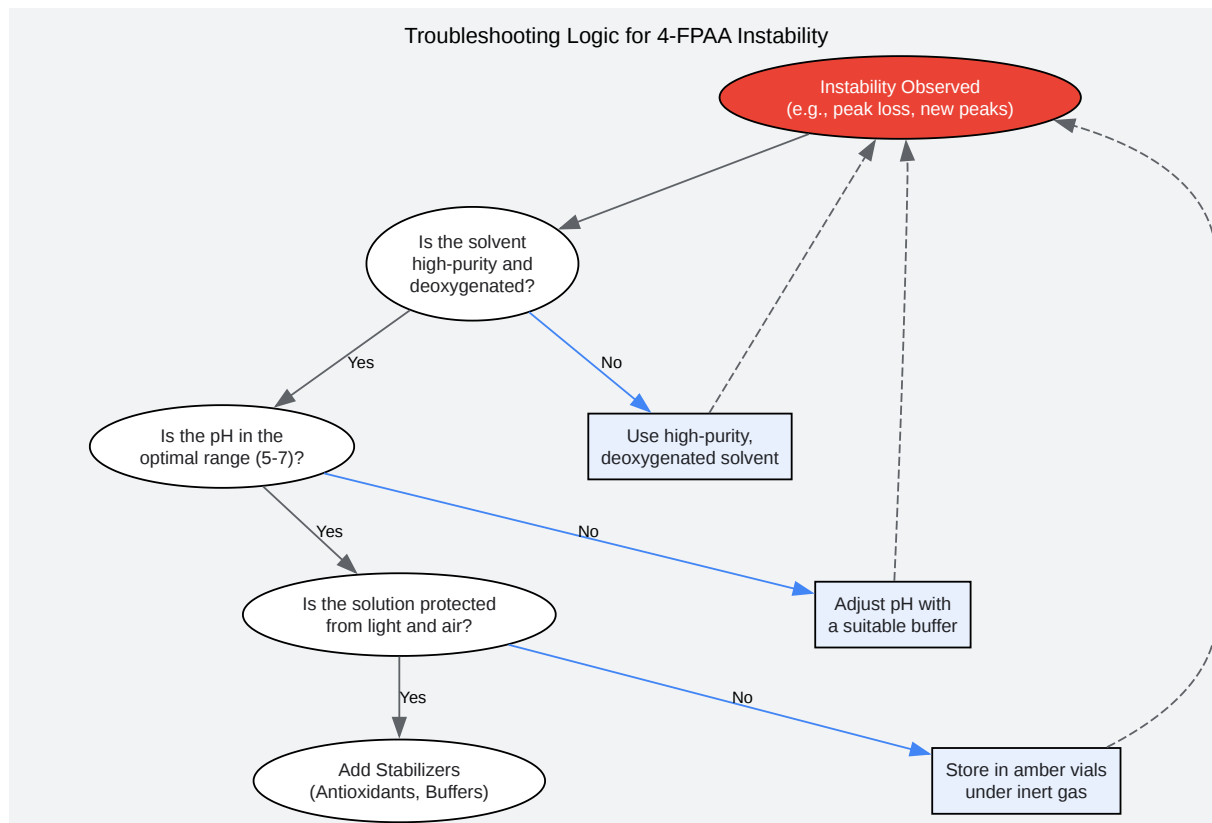 Troubleshooting Logic for 4-FPAA Instability
Instability Observed
(e.g., peak loss, new peaks)
Is the solvent
high-purity and
deoxygenated?
Yes
No
Is the pH in the
optimal range (5-7)?
Use high-purity,
deoxygenated solvent
Yes
No
Is the solution protected
from light and air?
Adjust pH with
a suitable buffer
Yes
No
Add Stabilizers
(Antioxidants, Buffers)
Store in amber vials
under inert gas